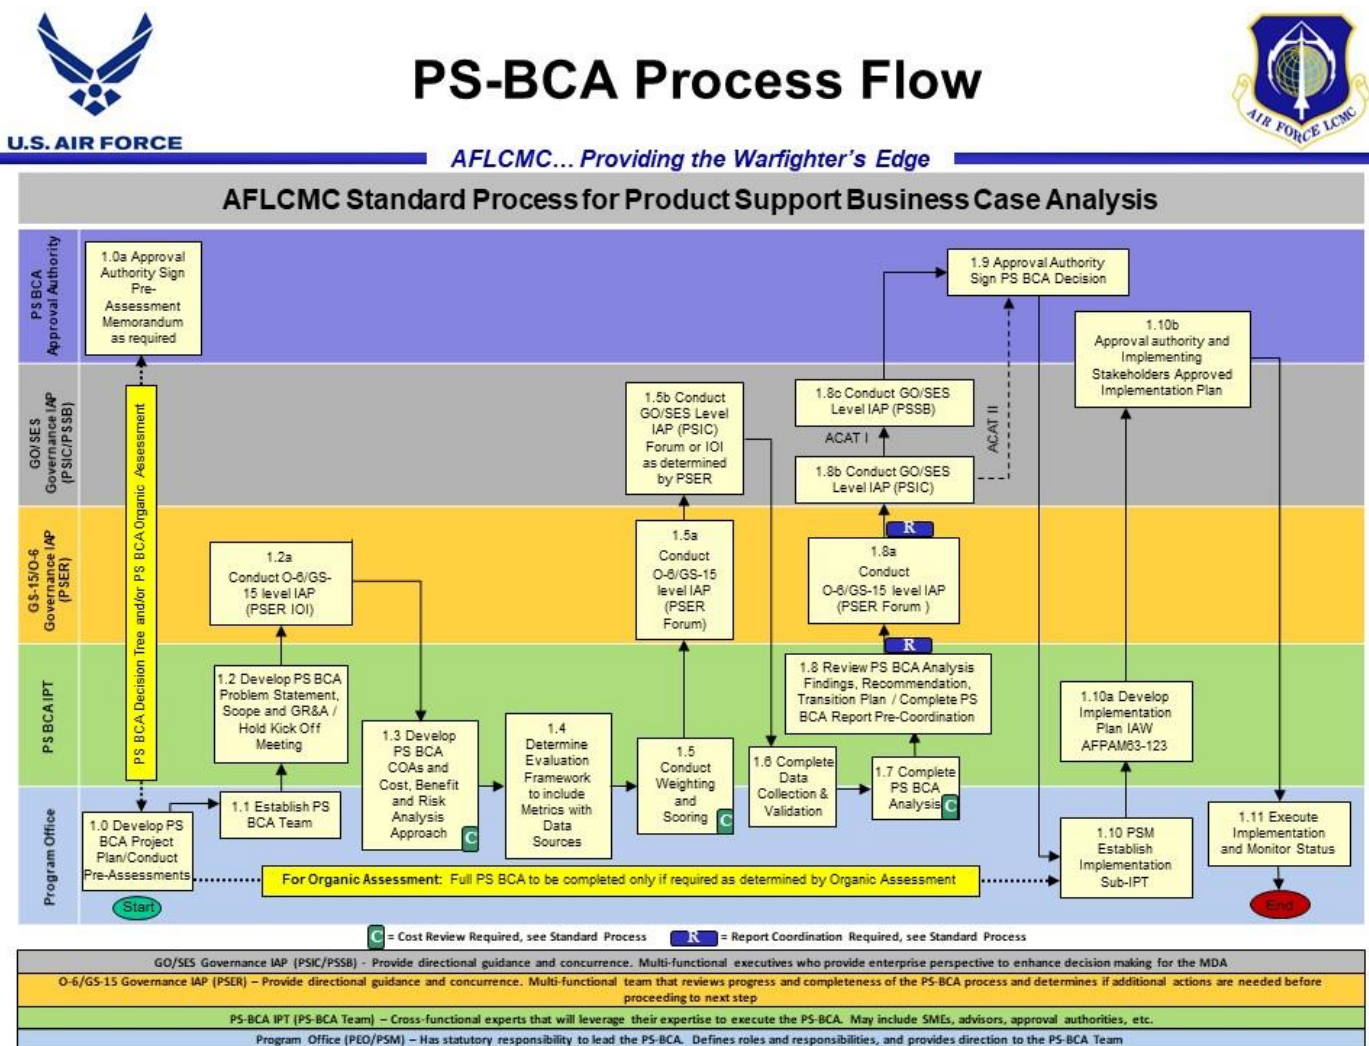 PS-BCA Process Flow
U.S. AIR FORCE
AIR FORCE LCMC
AFLCMC... Providing the Warfighter's Edge
AFLCMC Standard Process for Product Support Business Case Analysis
PS BCA
Approval Authority
1.0a Approval
Authority Sign
Pre-
Assessment
Memorandum
as required
1.9 Approval Authority
Sign PS BCA Decision
1.10b
Approval authority and
Implementing
Stakeholders Approved
Implementation Plan
GO/SES
Governance IAP
(PSIC/PSSB)
PS BCA Decision Tree and/or PS BCA Organic Assessment
1.5b Conduct
GO/SES Level
IAP (PSIC)
Forum or IOI
as determined
by PSER
1.8c Conduct GO/SES
Level IAP (PSSB)
ACAT I
ACAT II
1.8b Conduct GO/SES
Level IAP (PSIC)
GS-15/O-6
Governance IAP
(PSER)
1.2a
Conduct O-6/GS-
15 level IAP
(PSER IOI)
1.5a
Conduct
O-6/GS-15
level IAP
(PSER
Forum)
R
1.8a
Conduct
O-6/GS-15 level IAP
(PSER Forum )
R
PS BCA IPT
1.2 Develop PS BCA
Problem Statement,
Scope and GR&A /
Hold Kick Off
Meeting
1.3 Develop
PS BCA
COAs and
Cost, Benefit
and Risk
Analysis
Approach
C
1.4
Determine
Evaluation
Framework
to include
Metrics with
Data
Sources
1.5
Conduct
Weighting
and
Scoring
C
1.6 Complete
Data
Collection &
Validation
1.7 Complete
PS BCA
Analysis
C
1.8 Review PS BCA Analysis
Findings, Recommendation,
Transition Plan / Complete PS
BCA Report Pre-Coordination
1.10a Develop
Implementation
Plan IAW
AFPAM63-123
Program Office
1.0 Develop PS
BCA Project
Plan/Conduct
Pre-Assessments
Start
1.1 Establish PS
BCA Team
For Organic Assessment: Full PS BCA to be completed only if required as determined by Organic Assessment
1.10 PSM
Establish
Implementation
Sub-IPT
1.11 Execute
Implementation
and Monitor Status
End
C = Cost Review Required, see Standard Process R = Report Coordination Required, see Standard Process
GO/SES Governance IAP (PSIC/PSSB) - Provide directional guidance and concurrence. Multi-functional executives who provide enterprise perspective to enhance decision making for the MDA
O-6/GS-15 Governance IAP (PSER) – Provide directional guidance and concurrence. Multi-functional team that reviews progress and completeness of the PS-BCA process and determines if additional actions are needed before
proceeding to next step
PS-BCA IPT (PS-BCA Team) – Cross-functional experts that will leverage their expertise to execute the PS-BCA. May include SMEs, advisors, approval authorities, etc.
Program Office (PEO/PSM) – Has statutory responsibility to lead the PS-BCA. Defines roles and responsibilities, and provides direction to the PS-BCA Team